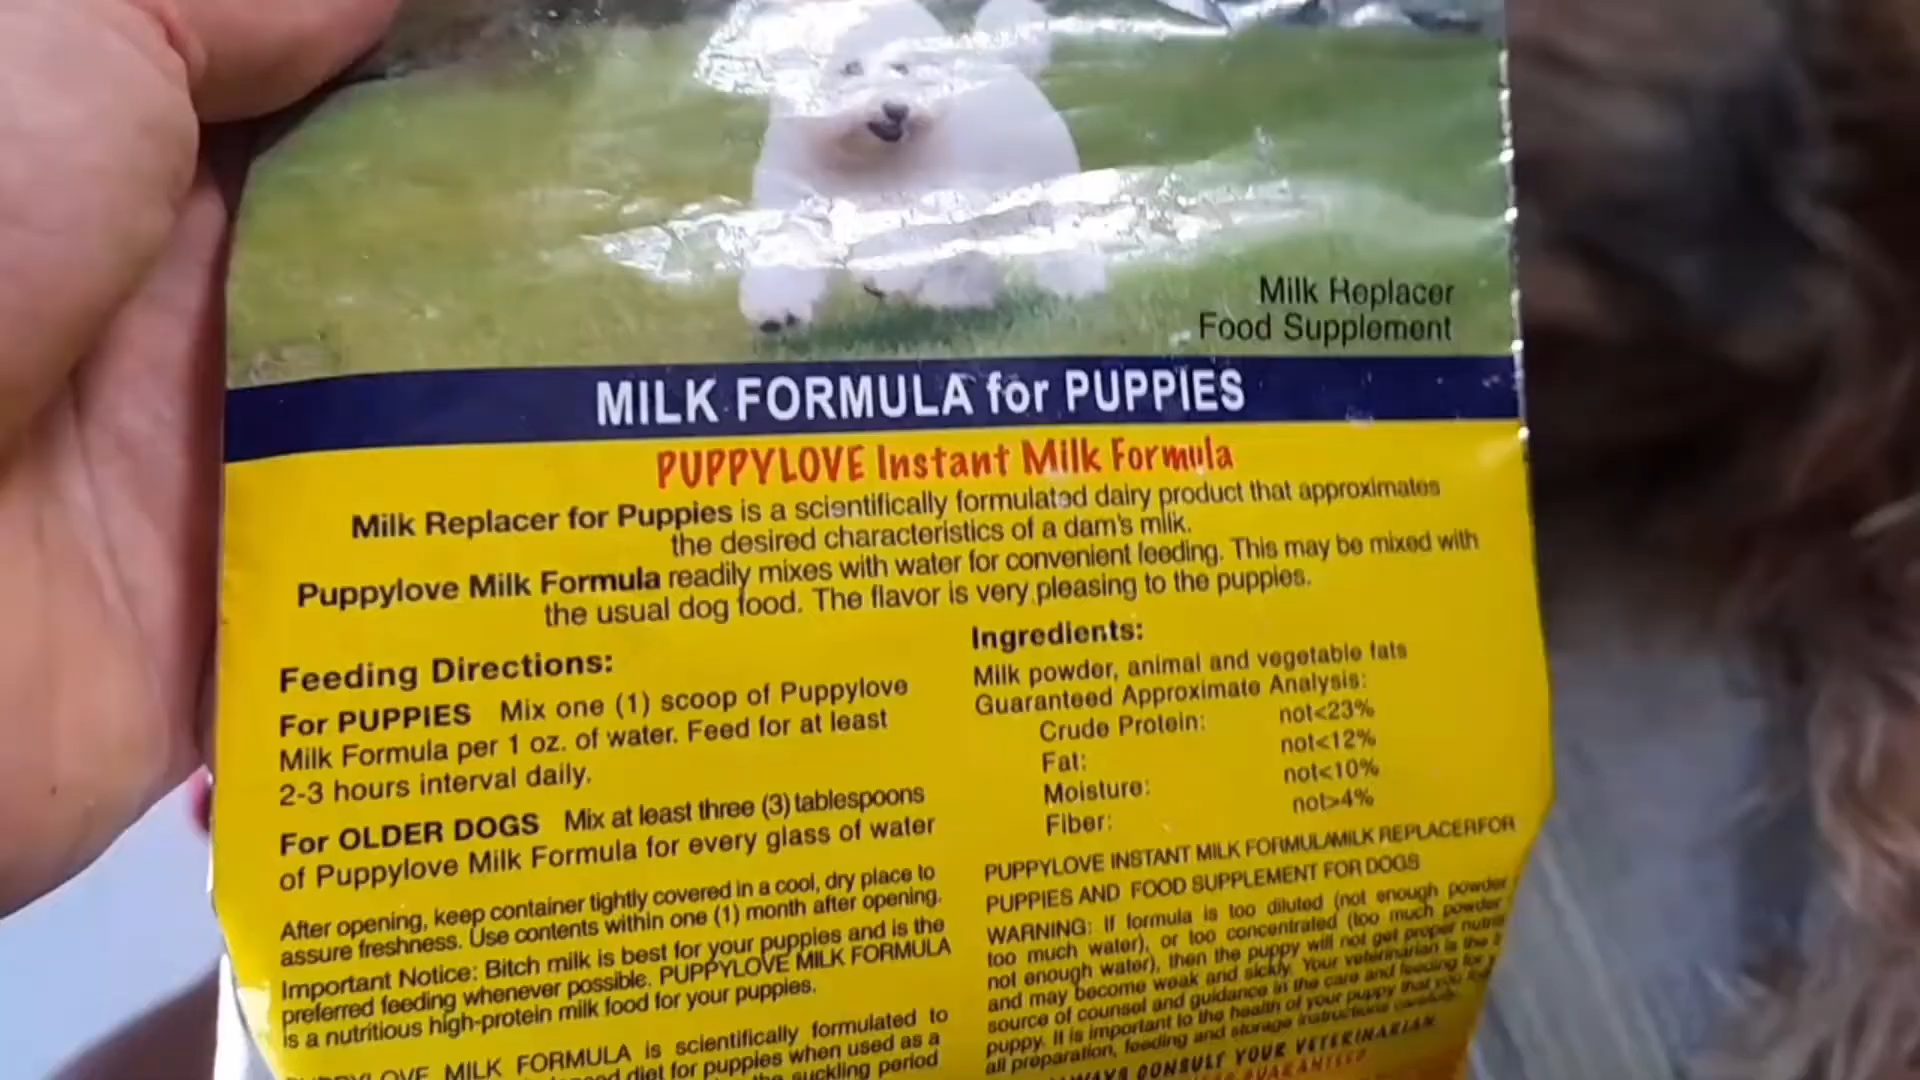 Milk Replacer
Food Supplement
MILK FORMULA for PUPPIES
PUPPYLOVE Instant Milk Formula
Milk Replacer for Puppies is a scientifically formulated dairy product that approximates
the desired characteristics of a dam's milk.
Puppylove Milk Formula readily mixes with water for convenient feeding. This may be mixed with
the usual dog food. The flavor is very pleasing to the puppies.
Feeding Directions:
For PUPPIES Mix one (1) scoop of Puppylove
Milk Formula per 1 oz. of water. Feed for at least
2-3 hours interval daily.
For OLDER DOGS Mix at least three (3) tablespoons
of Puppylove Milk Formula for every glass of water
After opening, keep container tightly covered in a cool, dry place to
assure freshness. Use contents within one (1) month after opening.
Important Notice: Bitch milk is best for your puppies and is the
preferred feeding whenever possible. PUPPYLOVE MILK FORMULA
is a nutritious high-protein milk food for your puppies.
MILK FORMULA is scientifically formulated to
diet for puppies when used as a
suckling period
Ingredients:
Milk powder, animal and vegetable fats
Guaranteed Approximate Analysis:
Crude Protein: not<23%
Fat: not<12%
Moisture: not<10%
Fiber: not>4%
PUPPYLOVE INSTANT MILK FORMULAMILK REPLACERFOR
PUPPIES AND FOOD SUPPLEMENT FOR DOGS
WARNING: If formula is too diluted (not enough powder
too much water), or too concentrated (too much powder
not enough water), then the puppy will not get proper
and may become weak and sickly. Your veterinarian is the
source of counsel and guidance in the care and feeding for
puppy. It is important to the health of your puppy that you
all preparation, feeding and storage instructions carefully.
CONSULT YOUR VETERINARIAN